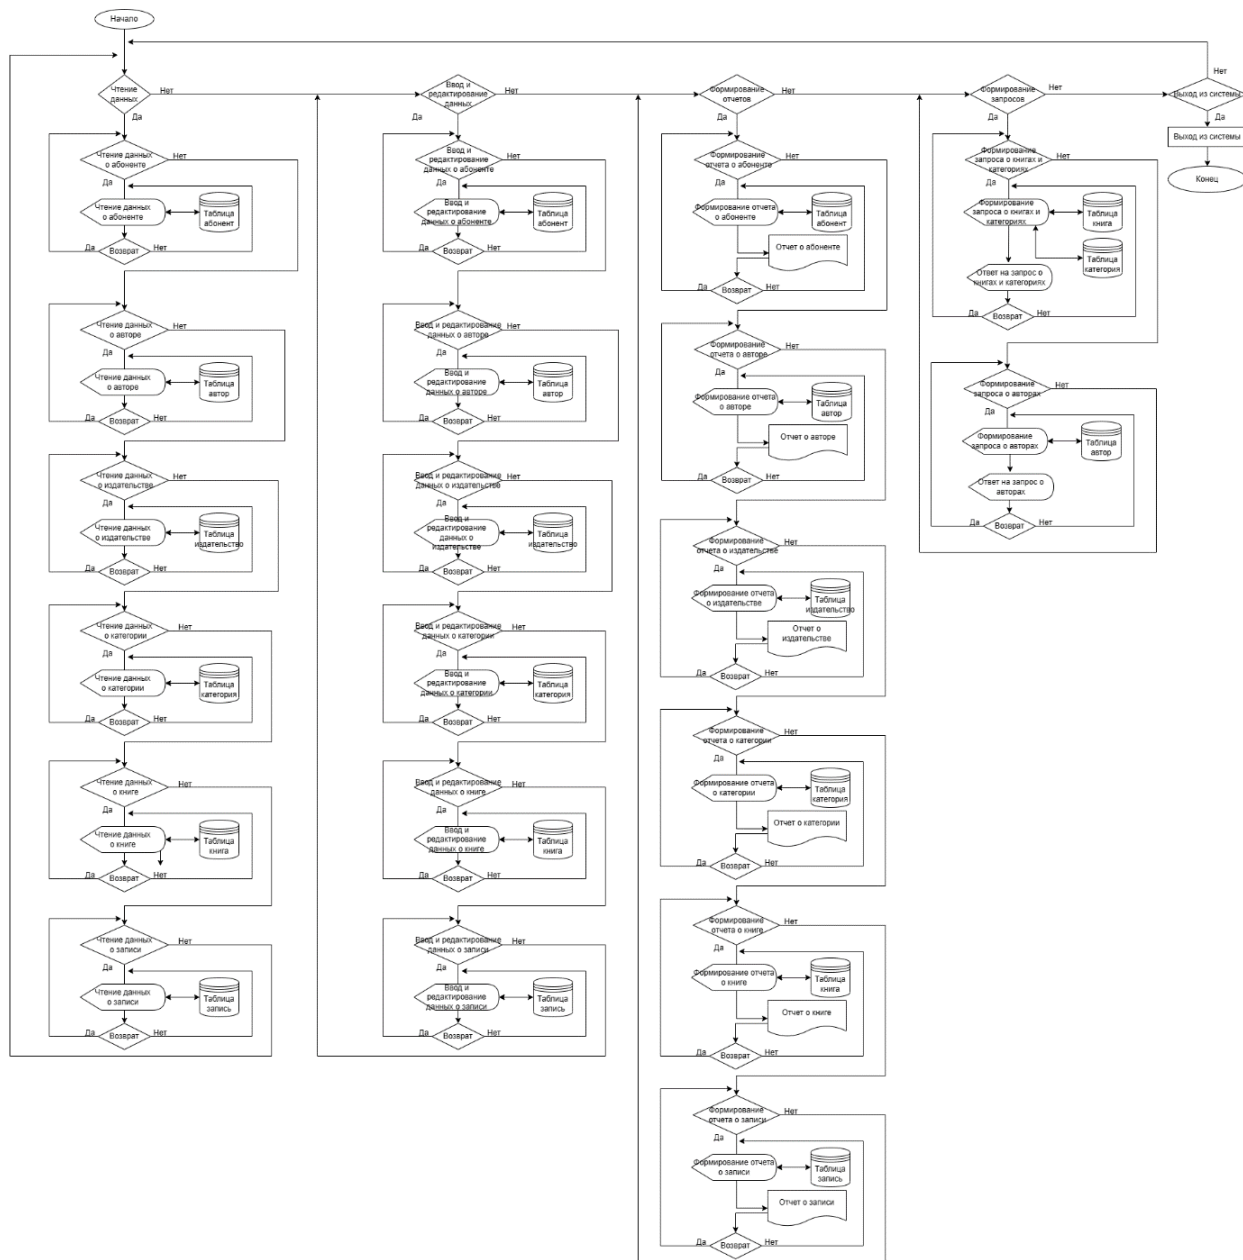 Начало
Чтение
данных
Нет
Да
Ввод и
редактирование
данных
Нет
Да
Формирование
отчетов
Нет
Да
Формирование
запросов
Нет
Да
Нет
Выход из системы
Да
Выход из системы
Конец
Чтение данных
о абоненте
Нет
Да
Чтение данных
о абоненте
Таблица
абонент
Да
Возврат
Нет
Чтение данных
о авторе
Нет
Да
Чтение данных
о авторе
Таблица
автор
Да
Возврат
Нет
Чтение данных
о издательстве
Нет
Да
Чтение данных
о издательстве
Таблица
издательство
Да
Возврат
Нет
Чтение данных
о категории
Нет
Да
Чтение данных
о категории
Таблица
категория
Да
Возврат
Нет
Чтение данных
о книге
Нет
Да
Чтение данных
о книге
Таблица
книга
Да
Возврат
Нет
Чтение данных
о записи
Нет
Да
Чтение данных
о записи
Таблица
запись
Да
Возврат
Нет
Ввод и
редактирование
данных о абоненте
Нет
Да
Ввод и
редактирование
данных о абоненте
Таблица
абонент
Да
Возврат
Нет
Ввод и редактирование
данных о авторе
Нет
Да
Ввод и
редактирование
данных о авторе
Таблица
автор
Да
Возврат
Нет
Ввод и редактирование
данных о издательстве
Нет
Да
Ввод и
редактирование
данных о
издательстве
Таблица
издательство
Да
Возврат
Нет
Ввод и редактирование
данных о категории
Нет
Да
Ввод и
редактирование
данных о категории
Таблица
категория
Да
Возврат
Нет
Ввод и редактирование
данных о книге
Нет
Да
Ввод и
редактирование
данных о книге
Таблица
книга
Да
Возврат
Нет
Ввод и редактирование
данных о записи
Нет
Да
Ввод и
редактирование
данных о записи
Таблица
запись
Да
Возврат
Нет
Формирование
отчета о абоненте
Нет
Да
Формирование отчета
о абоненте
Таблица
абонент
Отчет о абоненте
Да
Возврат
Нет
Формирование
отчета о авторе
Нет
Да
Формирование отчета
о авторе
Таблица
автор
Отчет о авторе
Да
Возврат
Нет
Формирование
отчета о издательстве
Нет
Да
Формирование отчета
о издательстве
Таблица
издательство
Отчет о
издательстве
Да
Возврат
Нет
Формирование
отчета о категории
Нет
Да
Формирование отчета
о категории
Таблица
категория
Отчет о категории
Да
Возврат
Нет
Формирование
отчета о книге
Нет
Да
Формирование отчета
о книге
Таблица
книга
Отчет о книге
Да
Возврат
Нет
Формирование
отчета о записи
Нет
Да
Формирование отчета
о записи
Таблица
запись
Отчет о записи
Да
Возврат
Нет
Формирование
запроса о книгах и
категориях
Нет
Да
Формирование
запроса о книгах и
категориях
Таблица
книга
Таблица
категория
Ответ на запрос о
книгах и категориях
Да
Возврат
Нет
Формирование
запроса о авторах
Нет
Да
Формирование
запроса о авторах
Таблица
автор
Ответ на запрос о
авторах
Да
Возврат
Нет